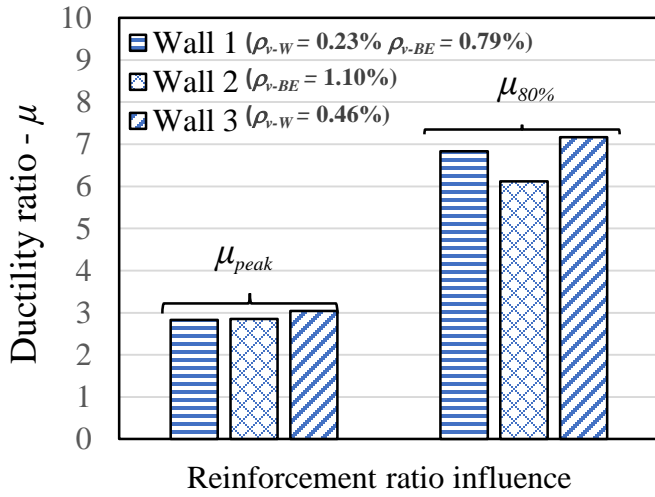 Ductility ratio - μ
10
9
8
7
6
5
4
3
2
1
0
Wall 1 (ρv-W = 0.23% ρv-BE = 0.79%)
Wall 2 (ρv-BE = 1.10%)
Wall 3 (ρv-W = 0.46%)
μ80%
μpeak
Reinforcement ratio influence